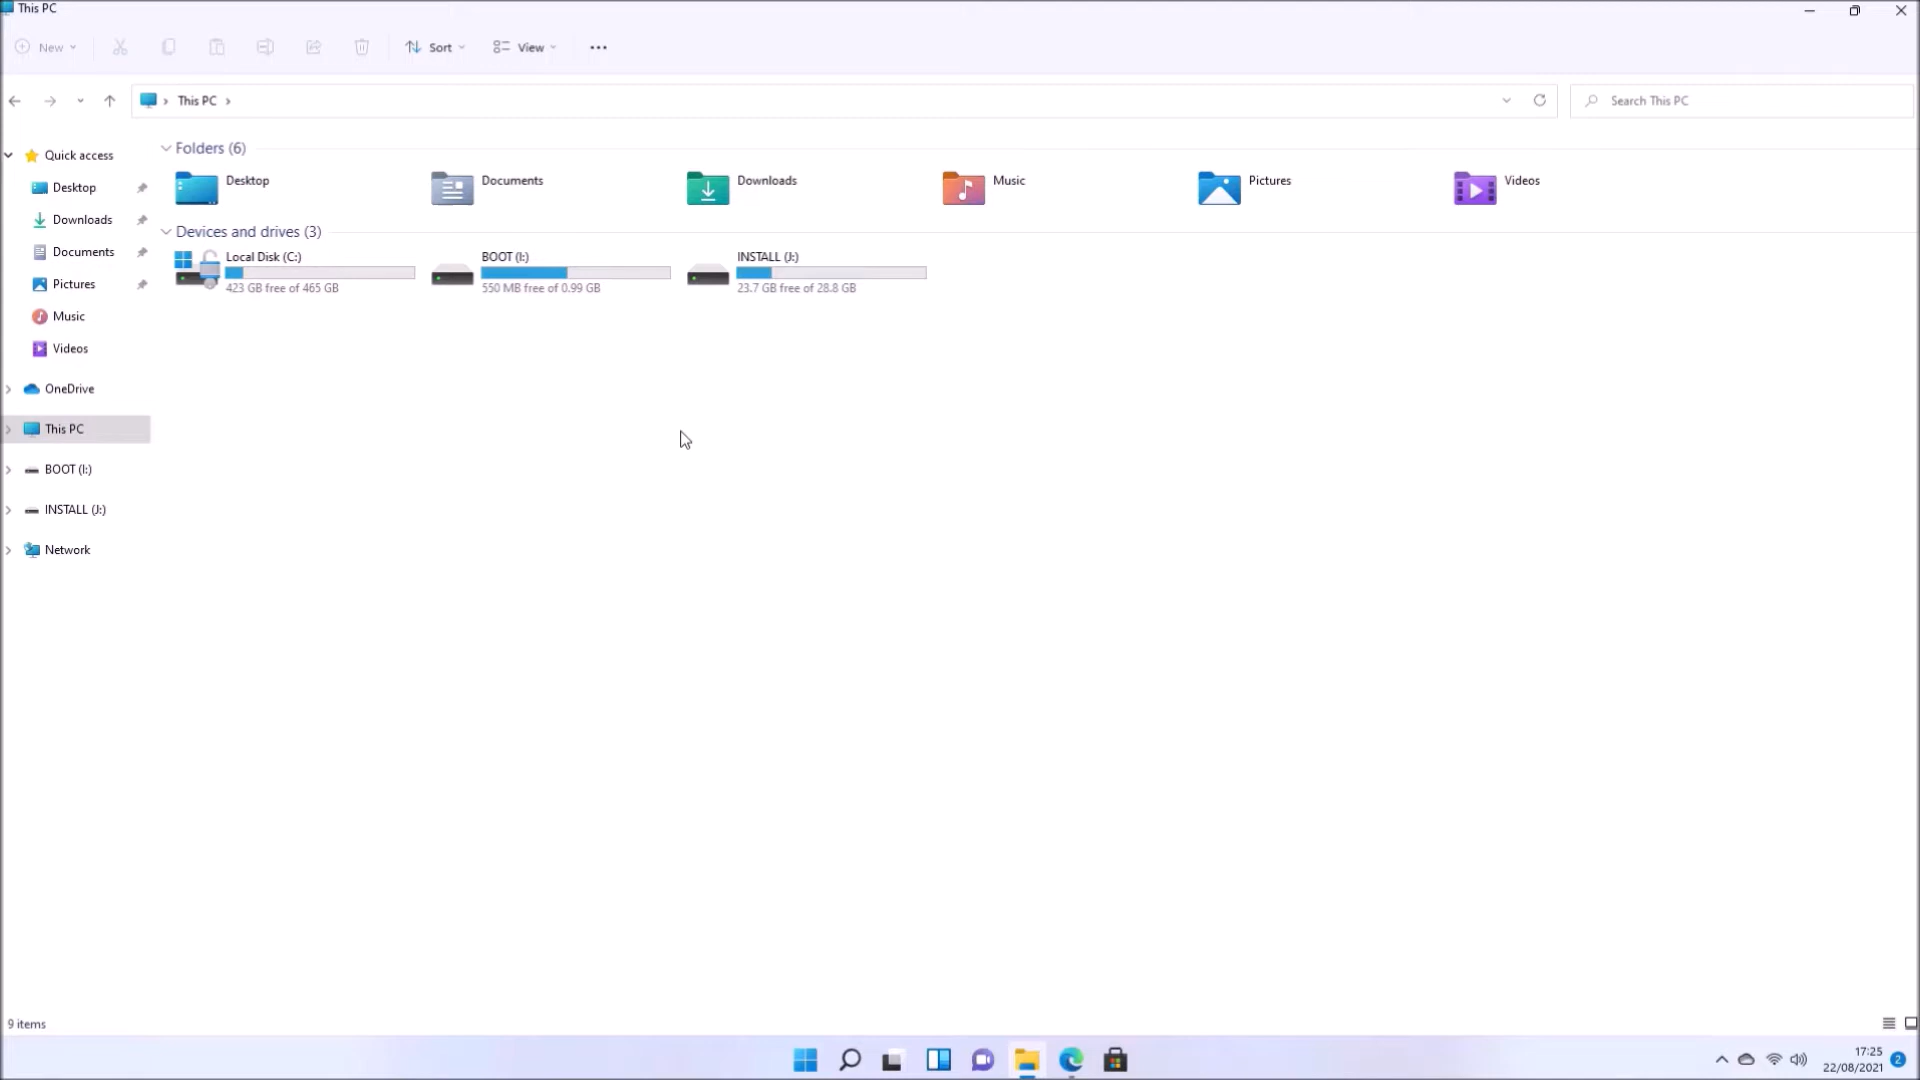 This PC
New
Sort
View
This PC
Search This PC
Quick access
Desktop
Downloads
Documents
Pictures
Music
Videos
OneDrive
This PC
BOOT (I:)
INSTALL (J:)
Network
Folders (6)
Desktop
Documents
Downloads
Music
Pictures
Videos
Devices and drives (3)
Local Disk (C:)
423 GB free of 465 GB
BOOT (I:)
550 MB free of 0.99 GB
INSTALL (J:)
23.7 GB free of 28.8 GB
9 items
17:25
22/08/2021
2